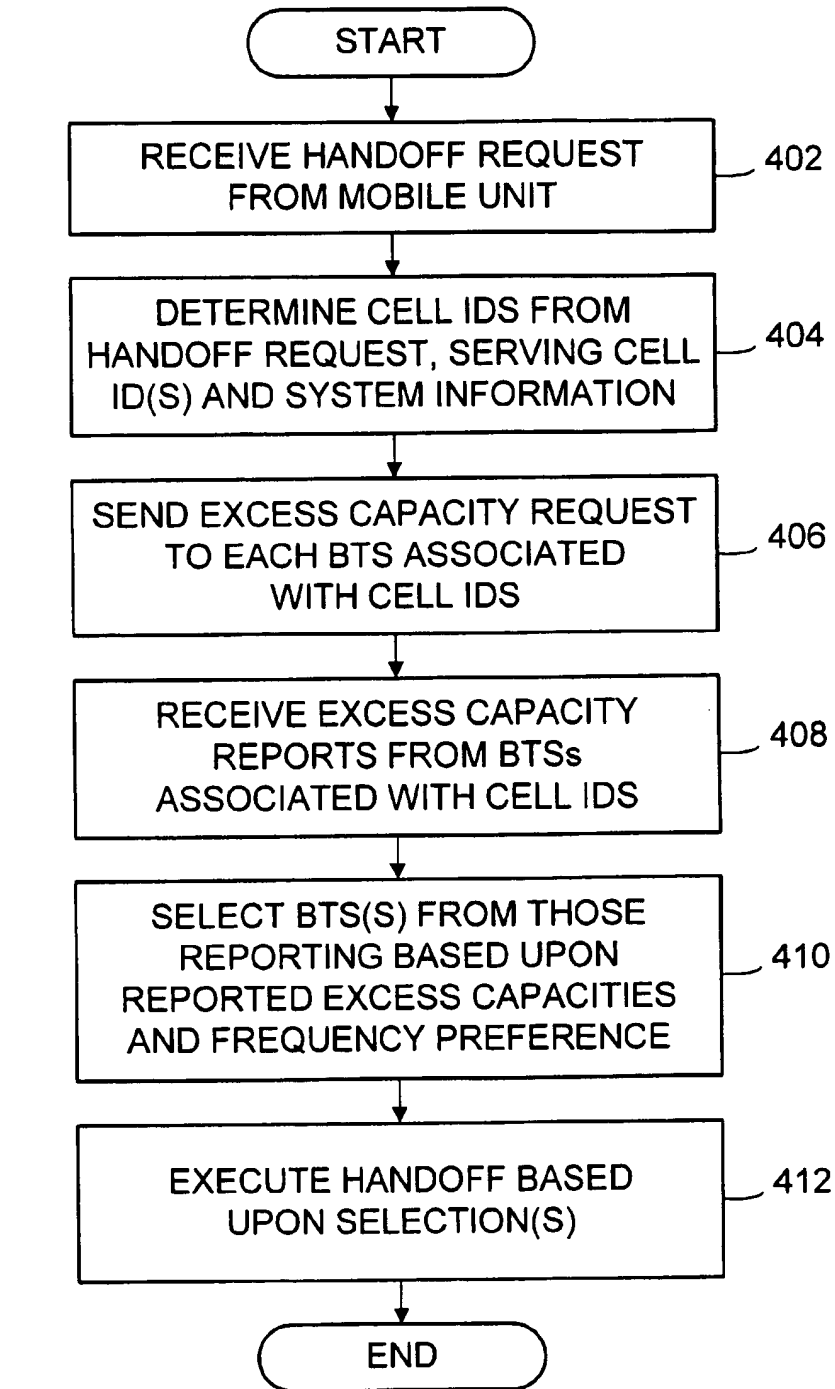 START
RECEIVE HANDOFF REQUEST
FROM MOBILE UNIT
402
DETERMINE CELL IDS FROM
HANDOFF REQUEST, SERVING CELL
ID(S) AND SYSTEM INFORMATION
404
SEND EXCESS CAPACITY REQUEST
TO EACH BTS ASSOCIATED
WITH CELL IDS
406
RECEIVE EXCESS CAPACITY
REPORTS FROM BTSs
ASSOCIATED WITH CELL IDS
408
SELECT BTS(S) FROM THOSE
REPORTING BASED UPON
REPORTED EXCESS CAPACITIES
AND FREQUENCY PREFERENCE
410
EXECUTE HANDOFF BASED
UPON SELECTION(S)
412
END